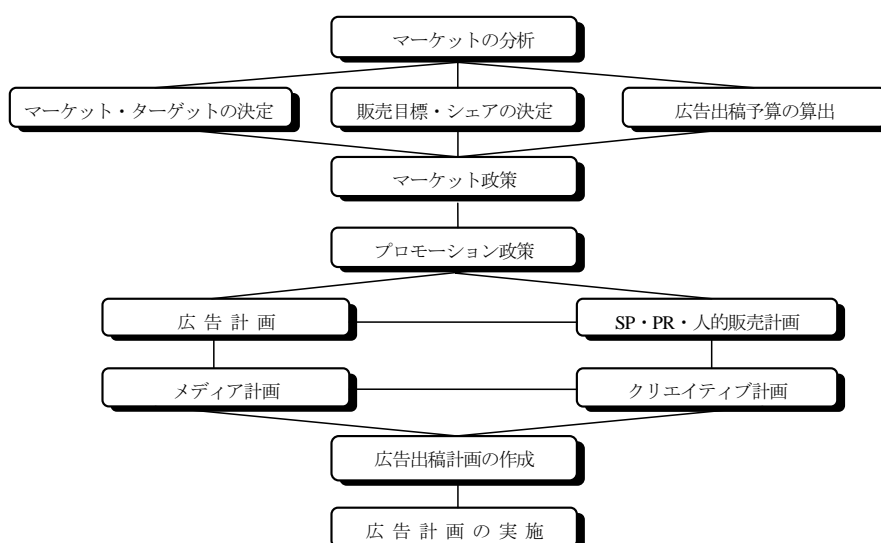 マーケットの分析
マーケット・ターゲットの決定
販売目標・シェアの決定
広告出稿予算の算出
マーケット政策
プロモーション政策
広 告 計 画
SP・PR・人的販売計画
メディア計画
クリエイティブ計画
広告出稿計画の作成
広 告 計 画 の 実 施